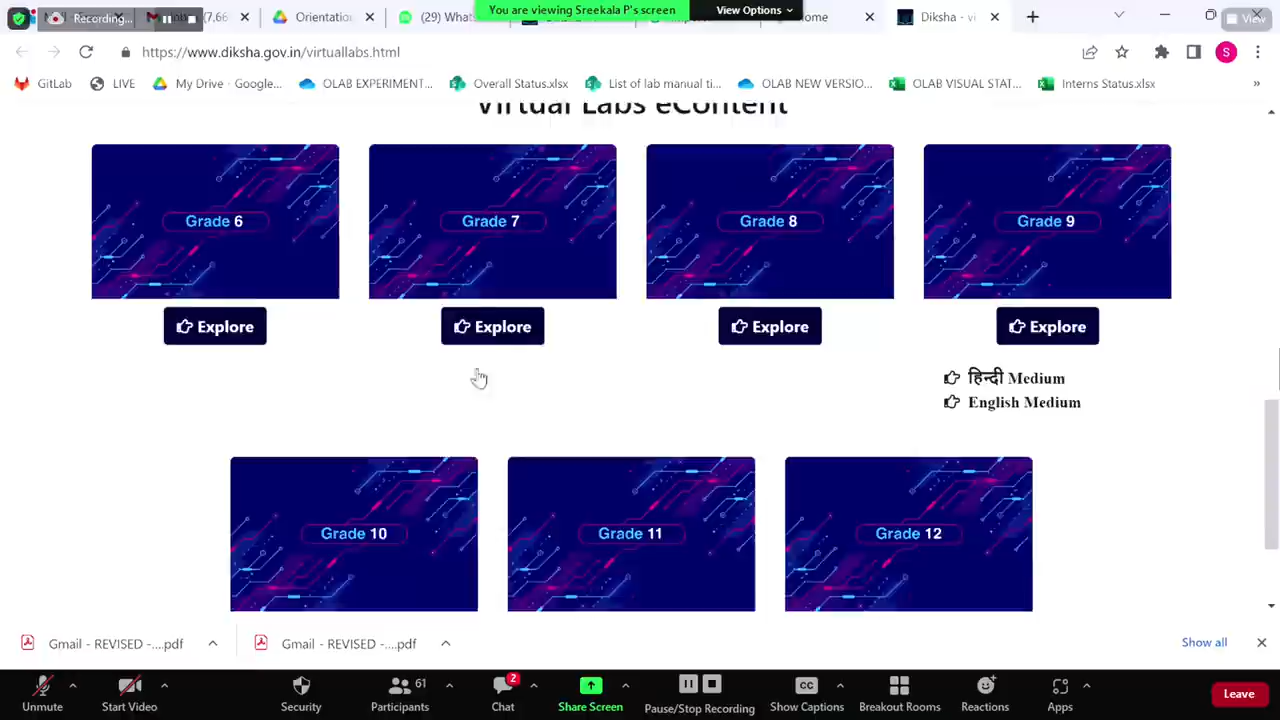 Recording...
(7,66
Orientatio
(29) What
You are viewing Sreekala P's screen
View Options
Home
Diksha - vi
View
https://www.diksha.gov.in/virtuallabs.html
S
GitLab
LIVE
My Drive - Google...
OLAB EXPERIMENT...
Overall Status.xlsx
List of lab manual ti...
OLAB NEW VERSIO...
OLAB VISUAL STAT...
Interns Status.xlsx
»
Virtual Labs eContent
Grade 6
Grade 7
Grade 8
Grade 9
Explore
Explore
Explore
Explore
हिन्दी Medium
English Medium
Grade 10
Grade 11
Grade 12
Gmail - REVISED -....pdf
Gmail - REVISED -....pdf
Show all
Unmute
Start Video
Security
61
Participants
2
Chat
Share Screen
Pause/Stop Recording
CC
Show Captions
Breakout Rooms
Reactions
Apps
Leave